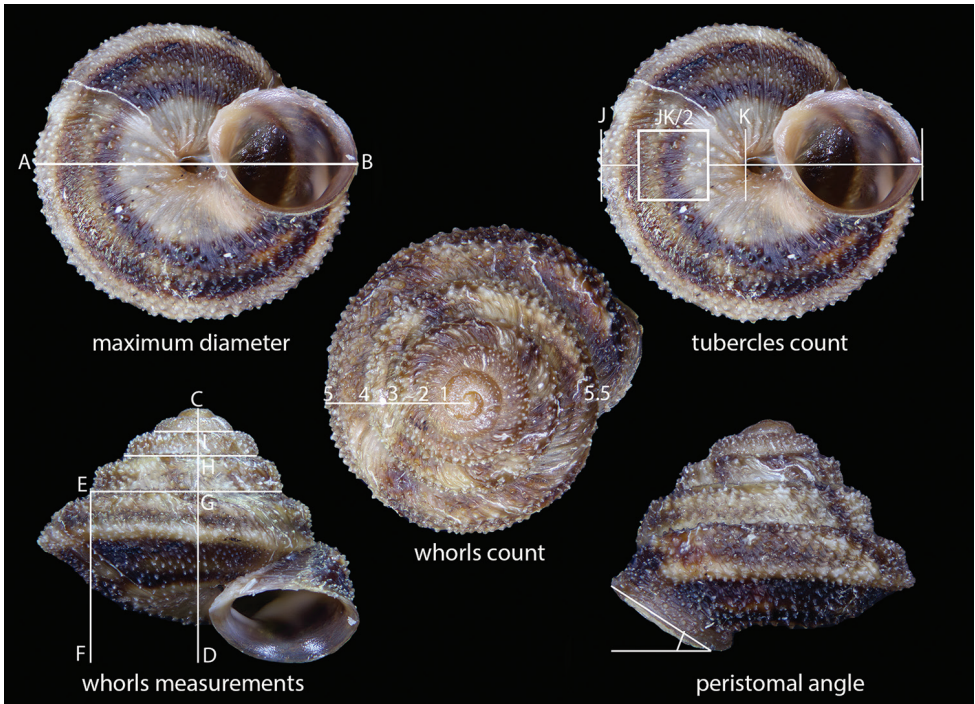 A
B
maximum diameter
J
JK/2
K
tubercles count
5 4 3 2 1
5.5
whorls count
C
I
H
E
G
F
D
whorls measurements
peristomal angle